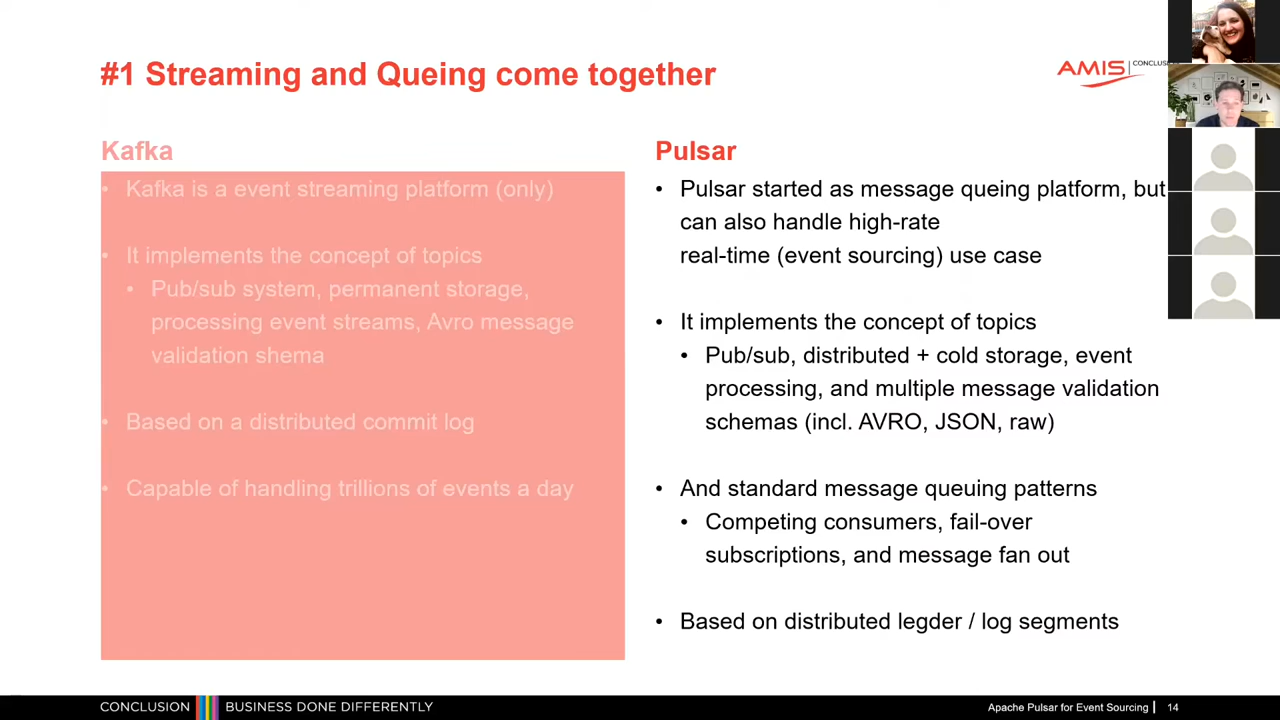 #1 Streaming and Queing come together
AMIS | CONCLUSION
Kafka
• Kafka is a event streaming platform (only)
• It implements the concept of topics
• Pub/sub system, permanent storage,
processing event streams, Avro message
validation shema
• Based on a distributed commit log
• Capable of handling trillions of events a day
Pulsar
• Pulsar started as message queing platform, but
can also handle high-rate
real-time (event sourcing) use case
• It implements the concept of topics
• Pub/sub, distributed + cold storage, event
processing, and multiple message validation
schemas (incl. AVRO, JSON, raw)
• And standard message queuing patterns
• Competing consumers, fail-over
subscriptions, and message fan out
• Based on distributed legder / log segments
CONCLUSION BUSINESS DONE DIFFERENTLY
Apache Pulsar for Event Sourcing | 14